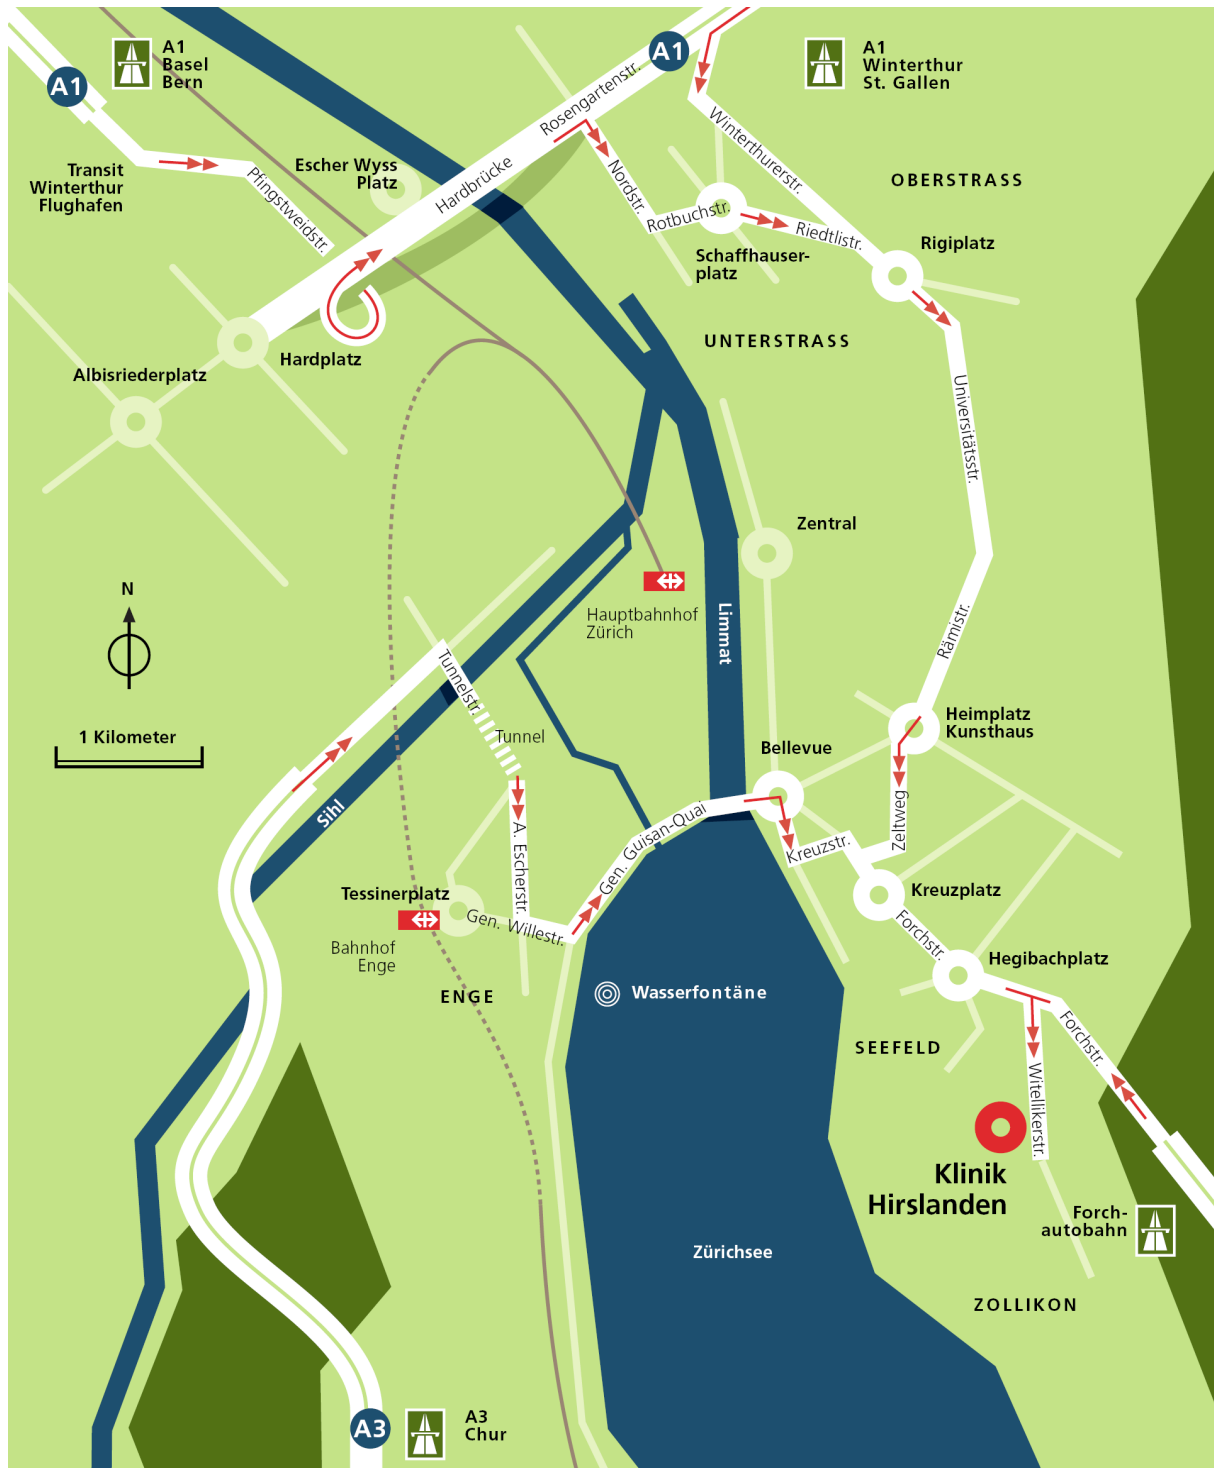 A1
Basel
Bern
A1
A1
A1
Winterthur
St. Gallen
Transit
Winterthur
Flughafen
Pfingstweidstr.
Escher Wyss
Platz
Hardbrücke
Rosengartenstr.
Nordstr.
Rotbuchstr.
Winterthurerstr.
OBERSTRASS
Riedtlistr.
Schaffhauser-
platz
Rigiplatz
UNTERSTRASS
Hardplatz
Albisriederplatz
Universitätsstr.
Zentral
N
1 Kilometer
Hauptbahnhof
Zürich
Limmat
Rämistr.
Tunnelstr.
Tunnel
Heimplatz
Kunsthaus
Bellevue
Sihl
Zeltweg
Gen. Guisan-Quai
Kreuzstr.
A. Escherstr.
Tessinerplatz
Gen. Willestr.
Kreuzplatz
Forchstr.
Bahnhof
Enge
Hegibachplatz
ENGE
Wasserfontäne
SEEFELD
Forchstr.
Witellikerstr.
Klinik
Hirslanden
Forch-
autobahn
Zürichsee
ZOLLIKON
A3
A3
Chur